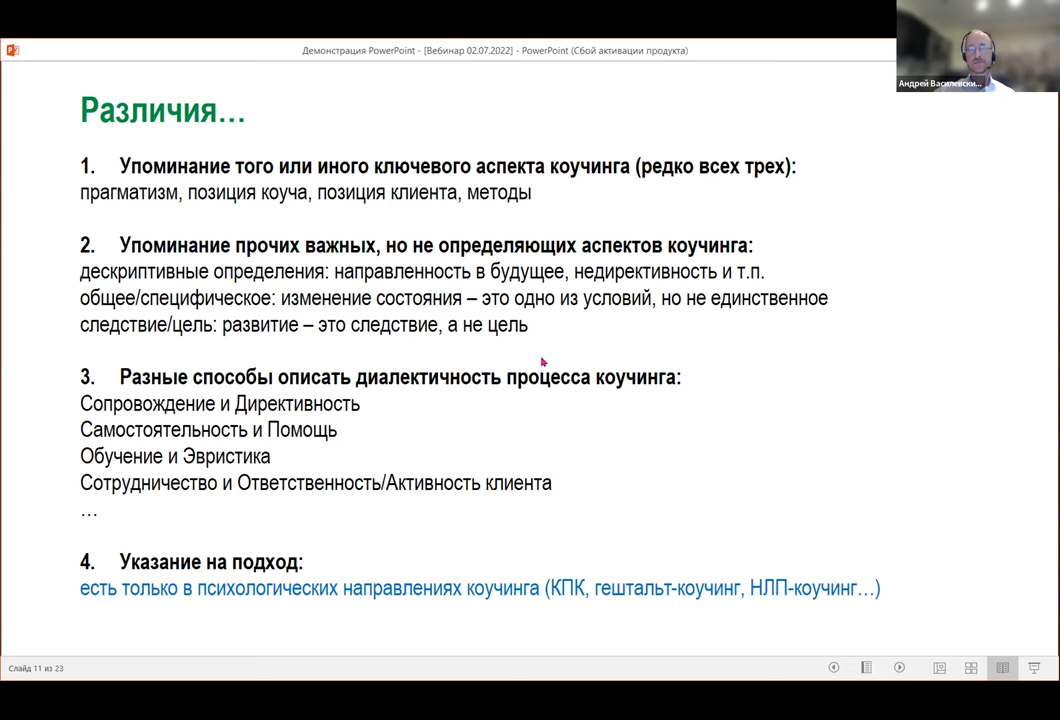 Демонстрация PowerPoint - [Вебинар 02.07.2022] - PowerPoint (Сбой активации продукта)
Андрей Василевски...
Различия...
1. Упоминание того или иного ключевого аспекта коучинга (редко всех трех):
прагматизм, позиция коуча, позиция клиента, методы
2. Упоминание прочих важных, но не определяющих аспектов коучинга:
дескриптивные определения: направленность в будущее, недирективность и т.п.
общее/специфическое: изменение состояния – это одно из условий, но не единственное
следствие/цель: развитие – это следствие, а не цель
3. Разные способы описать диалектичность процесса коучинга:
Сопровождение и Директивность
Самостоятельность и Помощь
Обучение и Эвристика
Сотрудничество и Ответственность/Активность клиента
...
4. Указание на подход:
есть только в психологических направлениях коучинга (КПК, гештальт-коучинг, НЛП-коучинг...)
Слайд 11 из 23